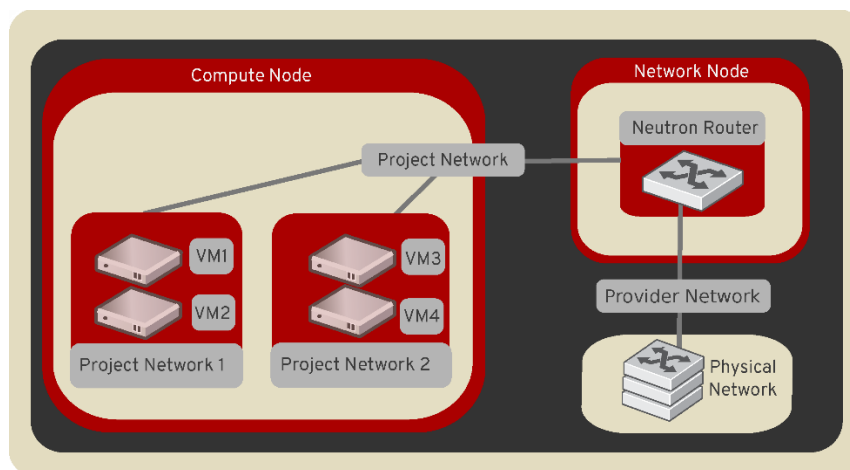 Compute Node
Network Node
Neutron Router
Project Network
VM1
VM3
VM2
VM4
Provider Network
Project Network 1
Project Network 2
Physical
Network